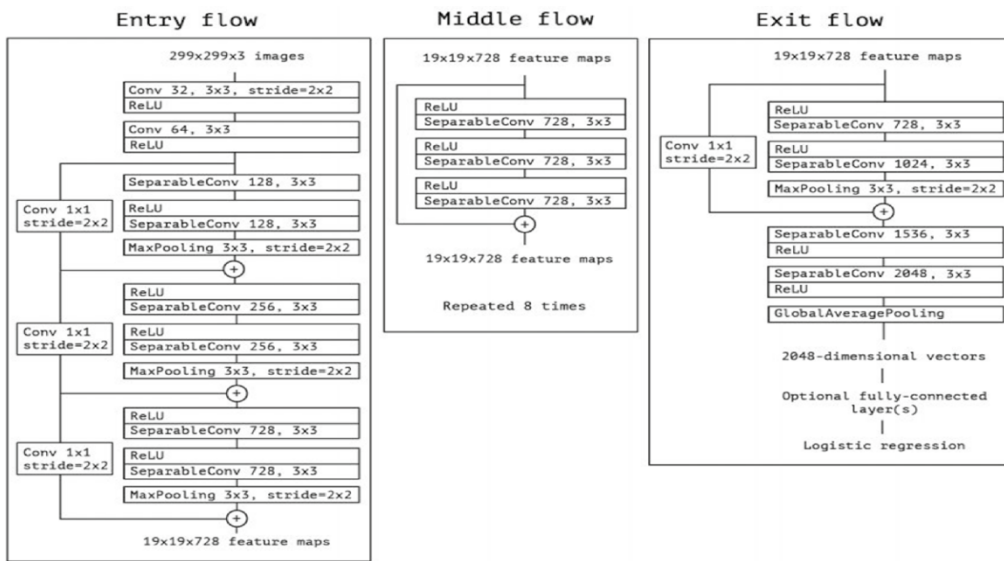 Entry flow
299x299x3 images
Conv 32, 3x3, stride=2x2
ReLU
Conv 64, 3x3
ReLU
SeparableConv 128, 3x3
Conv 1x1
stride=2x2
ReLU
SeparableConv 128, 3x3
MaxPooling 3x3, stride=2x2
+
ReLU
SeparableConv 256, 3x3
Conv 1x1
stride=2x2
ReLU
SeparableConv 256, 3x3
MaxPooling 3x3, stride=2x2
+
ReLU
SeparableConv 728, 3x3
Conv 1x1
stride=2x2
ReLU
SeparableConv 728, 3x3
MaxPooling 3x3, stride=2x2
+
19x19x728 feature maps
Middle flow
19x19x728 feature maps
ReLU
SeparableConv 728, 3x3
ReLU
SeparableConv 728, 3x3
ReLU
SeparableConv 728, 3x3
+
19x19x728 feature maps
Repeated 8 times
Exit flow
19x19x728 feature maps
ReLU
SeparableConv 728, 3x3
Conv 1x1
stride=2x2
ReLU
SeparableConv 1024, 3x3
MaxPooling 3x3, stride=2x2
+
SeparableConv 1536, 3x3
ReLU
SeparableConv 2048, 3x3
ReLU
GlobalAveragePooling
2048-dimensional vectors
Optional fully-connected
layer(s)
Logistic regression